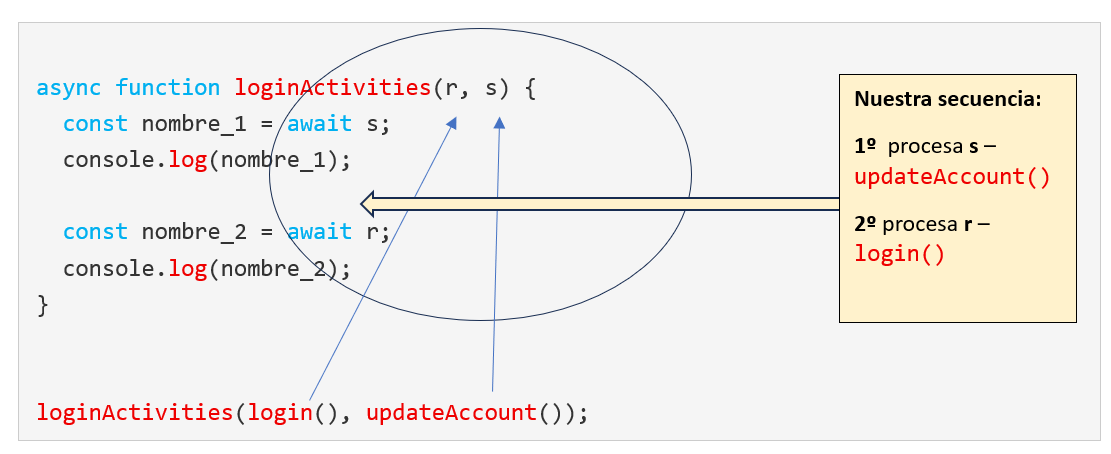 async function loginActivities(r, s) {
const nombre_1 = await s;
console.log(nombre_1);
const nombre_2 = await r;
console.log(nombre_2);
}
loginActivities(login(), updateAccount());
Nuestra secuencia:
1º procesa s –
updateAccount()
2º procesa r –
login()